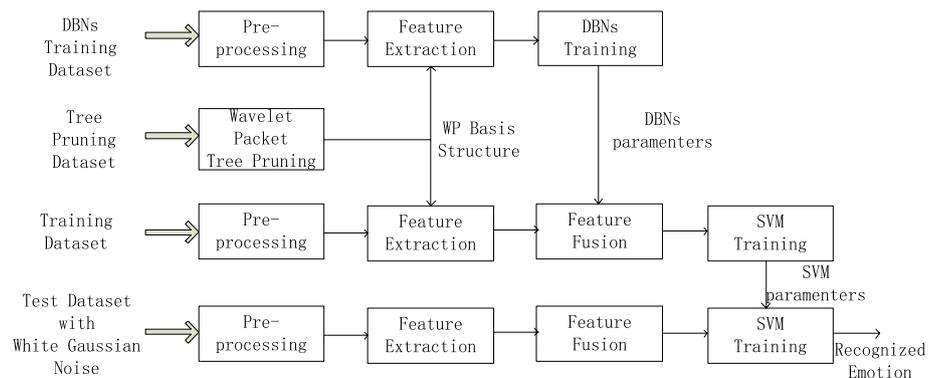 DBNs
Training
Dataset
Pre-
processing
Feature
Extraction
DBNs
Training
Tree
Pruning
Dataset
Wavelet
Packet
Tree Pruning
WP Basis
Structure
DBNs
paramenters
Training
Dataset
Pre-
processing
Feature
Extraction
Feature
Fusion
SVM
Training
SVM
paramenters
Test Dataset
with
White Gaussian
Noise
Pre-
processing
Feature
Extraction
Feature
Fusion
SVM
Training
Recognized
Emotion